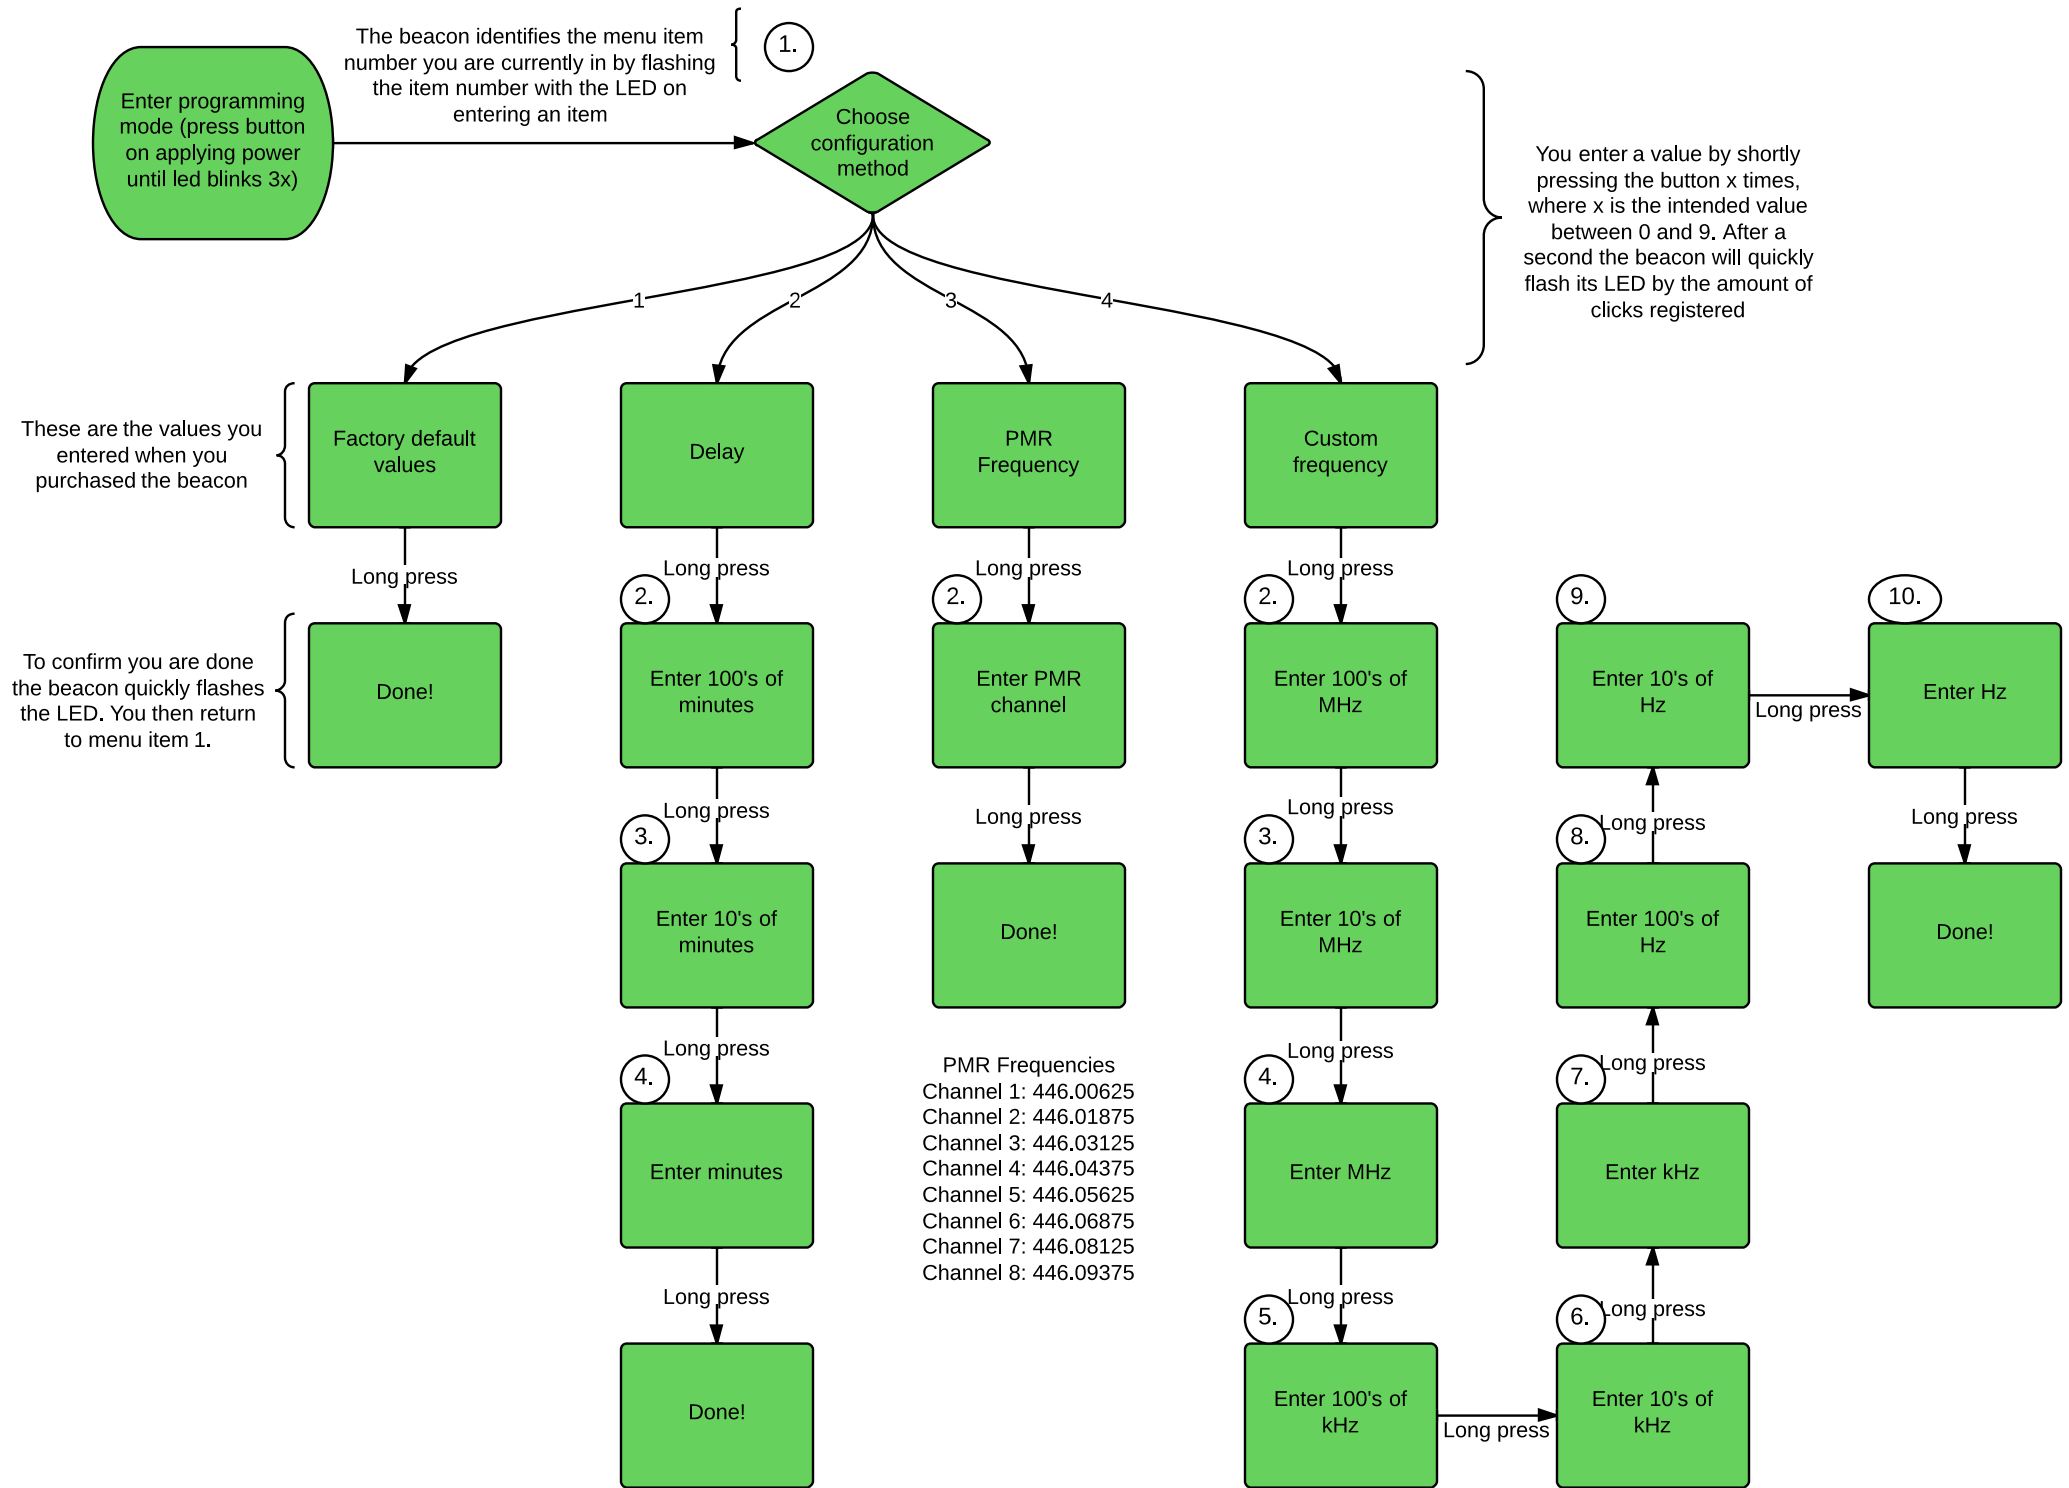 The beacon identifies the menu item
number you are currently in by flashing
the item number with the LED on
entering an item
1.
Enter programming
mode (press button
on applying power
until led blinks 3x)
Choose
configuration
method
You enter a value by shortly
pressing the button x times,
where x is the intended value
between 0 and 9. After a
second the beacon will quickly
flash its LED by the amount of
clicks registered
1
2
3
4
These are the values you
entered when you
purchased the beacon
Factory default
values
Delay
PMR
Frequency
Custom
frequency
Long press
Long press
Long press
Long press
2.
2.
2.
9.
10.
To confirm you are done
the beacon quickly flashes
the LED. You then return
to menu item 1.
Done!
Enter 100's of
minutes
Enter PMR
channel
Enter 100's of
MHz
Enter 10's of
Hz
Long press
Enter Hz
Long press
Long press
Long press
Long press
Long press
3.
3.
8.
Enter 10's of
minutes
Done!
Enter 10's of
MHz
Enter 100's of
Hz
Done!
Long press
Long press
Long press
4.
4.
7.
PMR Frequencies
Channel 1: 446.00625
Channel 2: 446.01875
Channel 3: 446.03125
Channel 4: 446.04375
Channel 5: 446.05625
Channel 6: 446.06875
Channel 7: 446.08125
Channel 8: 446.09375
Enter minutes
Enter MHz
Enter kHz
Long press
Long press
Long press
5.
6.
Done!
Enter 100's of
kHz
Long press
Enter 10's of
kHz